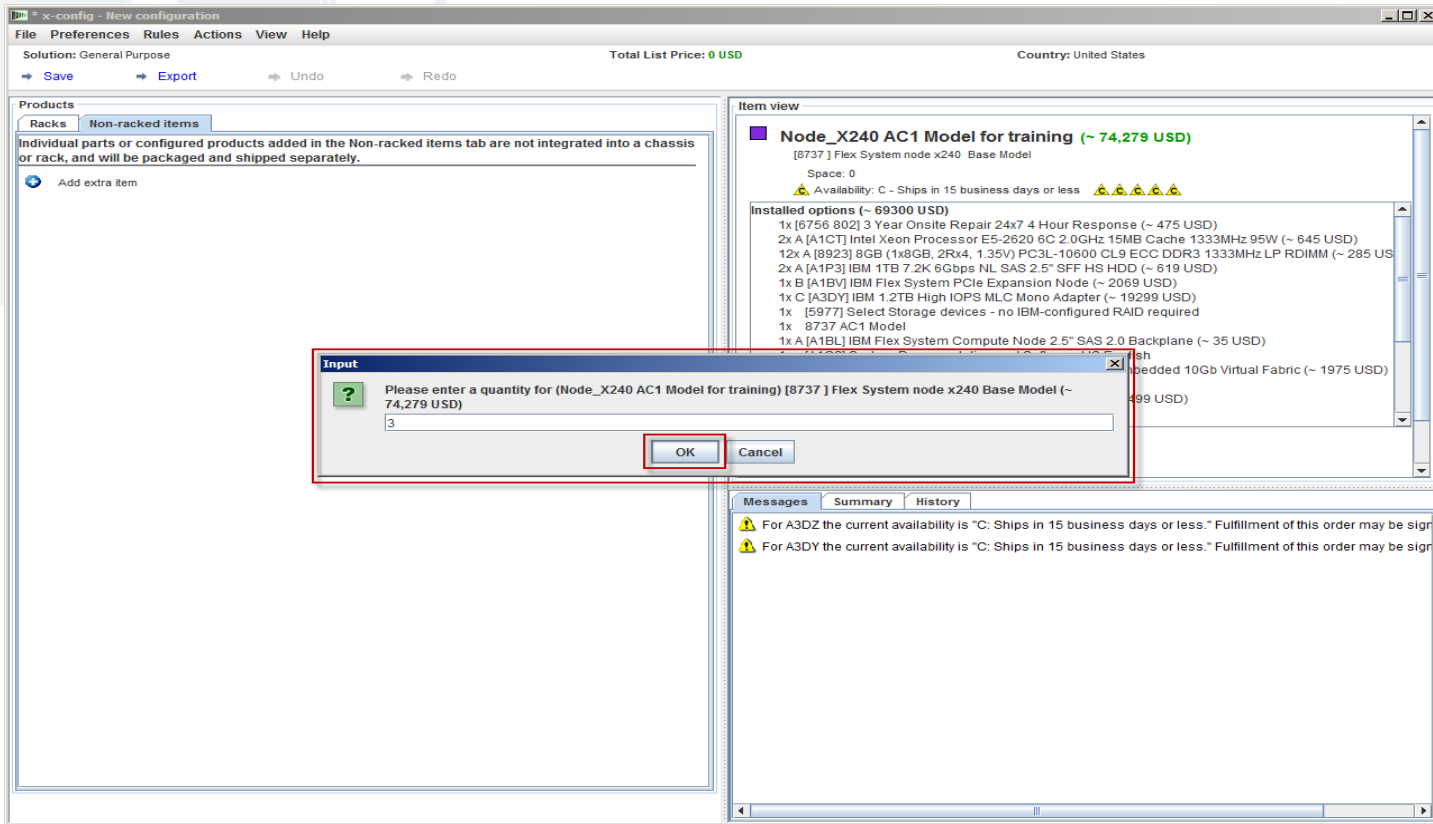 * x-config - New configuration
File Preferences Rules Actions View Help
Solution: General Purpose
Total List Price: 0 USD
Country: United States
Save Export Undo Redo
Products
Racks Non-racked items
Individual parts or configured products added in the Non-racked items tab are not integrated into a chassis
or rack, and will be packaged and shipped separately.
Add extra item
Item view
Node_X240 AC1 Model for training (~ 74,279 USD)
[8737 ] Flex System node x240 Base Model
Space: 0
C Availability: C - Ships in 15 business days or less C C C C C
Installed options (~ 69300 USD)
1x [6756 802] 3 Year Onsite Repair 24x7 4 Hour Response (~ 475 USD)
2x A [A1CT] Intel Xeon Processor E5-2620 6C 2.0GHz 15MB Cache 1333MHz 95W (~ 645 USD)
12x A [8923] 8GB (1x8GB, 2Rx4, 1.35V) PC3L-10600 CL9 ECC DDR3 1333MHz LP RDIMM (~ 285 US
2x A [A1P3] IBM 1TB 7.2K 6Gbps NL SAS 2.5" SFF HS HDD (~ 619 USD)
1x B [A1BV] IBM Flex System PCIe Expansion Node (~ 2069 USD)
1x C [A3DY] IBM 1.2TB High IOPS MLC Mono Adapter (~ 19299 USD)
1x [5977] Select Storage devices - no IBM-configured RAID required
1x 8737 AC1 Model
1x A [A1BL] IBM Flex System Compute Node 2.5" SAS 2.0 Backplane (~ 35 USD)
sh
bedded 10Gb Virtual Fabric (~ 1975 USD)
499 USD)
Input
Please enter a quantity for (Node_X240 AC1 Model for training) [8737 ] Flex System node x240 Base Model (~
74,279 USD)
3
OK Cancel
Messages Summary History
For A3DZ the current availability is "C: Ships in 15 business days or less." Fulfillment of this order may be sign
For A3DY the current availability is "C: Ships in 15 business days or less." Fulfillment of this order may be sign